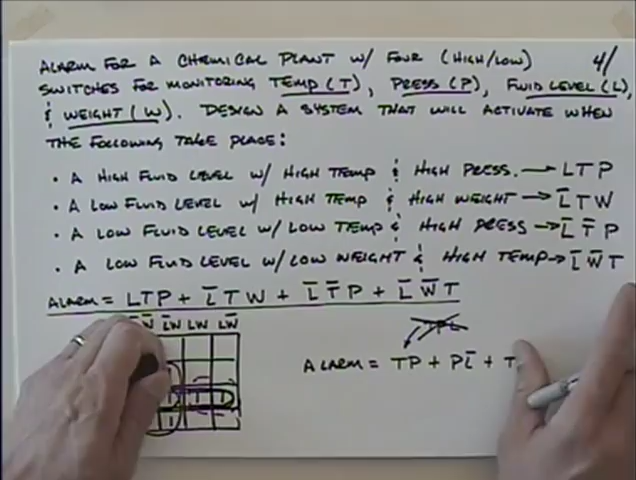 ALARM FOR A CHEMICAL PLANT W/ FOUR (HIGH/LOW) 4/
SWITCHES FOR MONITORING TEMP (T), PRESS (P), FLUID LEVEL (L),
& WEIGHT (W). DESIGN A SYSTEM THAT WILL ACTIVATE WHEN
THE FOLLOWING TAKE PLACE:
• A HIGH FLUID LEVEL W/ HIGH TEMP & HIGH PRESS. → LTP
• A LOW FLUID LEVEL W/ HIGH TEMP & HIGH WEIGHT → L̅TW
• A LOW FLUID LEVEL W/ LOW TEMP & HIGH PRESS → L̅T̅P
• A LOW FLUID LEVEL W/ LOW WEIGHT & HIGH TEMP → L̅W̅T
ALARM = LTP + L̅TW + L̅T̅P + L̅W̅T
W̅ L̅W LW LW̅
ALARM = TP + PL̅ + T